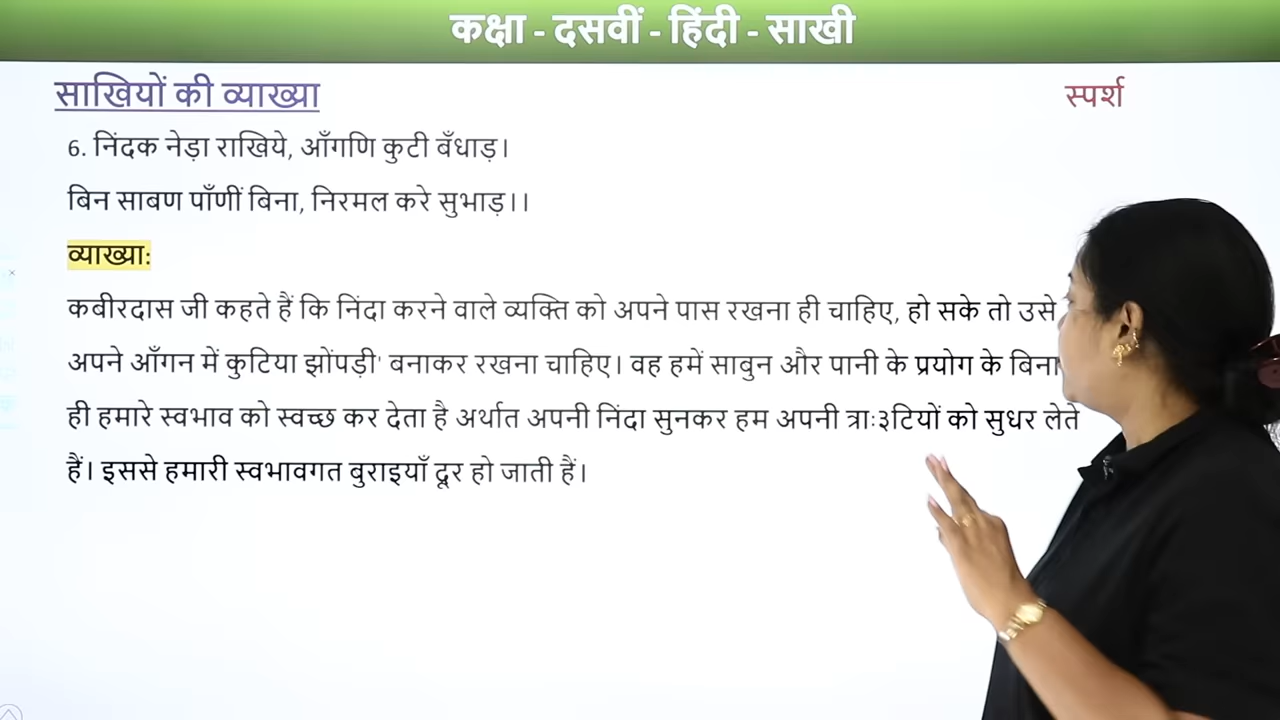 कक्षा - दसवीं - हिंदी - साखी
साखियों की व्याख्या
स्पर्श
6. निंदक नेड़ा राखिये, आँगणि कुटी बँधाड़।
बिन साबण पाँणीं बिना, निरमल करे सुभाड़।।
व्याख्या:
कबीरदास जी कहते हैं कि निंदा करने वाले व्यक्ति को अपने पास रखना ही चाहिए, हो सके तो उसे
अपने आँगन में कुटिया झोंपड़ी' बनाकर रखना चाहिए। वह हमें साबुन और पानी के प्रयोग के बिना
ही हमारे स्वभाव को स्वच्छ कर देता है अर्थात अपनी निंदा सुनकर हम अपनी त्राः३टियों को सुधर लेते
हैं। इससे हमारी स्वभावगत बुराइयाँ दूर हो जाती हैं।